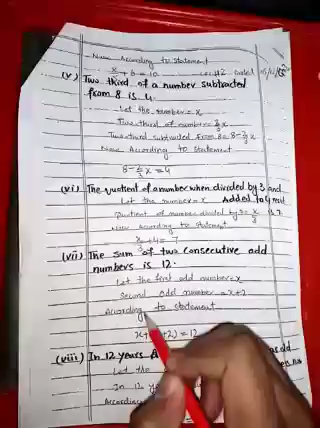 Now According to Statement
x/3 + 6 = 10
(v) Two third of a number subtracted
from 8 is 4.
Let the number = x
Two third of number = 2/3 x
Two third subtracted from 8 = 8 - 2/3 x
Now According to Statement
8 - 2/3 x = 4
(vi) The quotient of a number when divided by 3 and
Added to 4 is 7
Let the number = x
quotient of number divided by 3 = x/3
Now According to Statement
x/3 + 4 = 7
(vii) The sum of two consecutive odd
numbers is 12.
Let the first odd number = x
Second odd number = x+2
According to statement
x+ +2) = 12
(viii) In 12 years
Let the
In 12
According